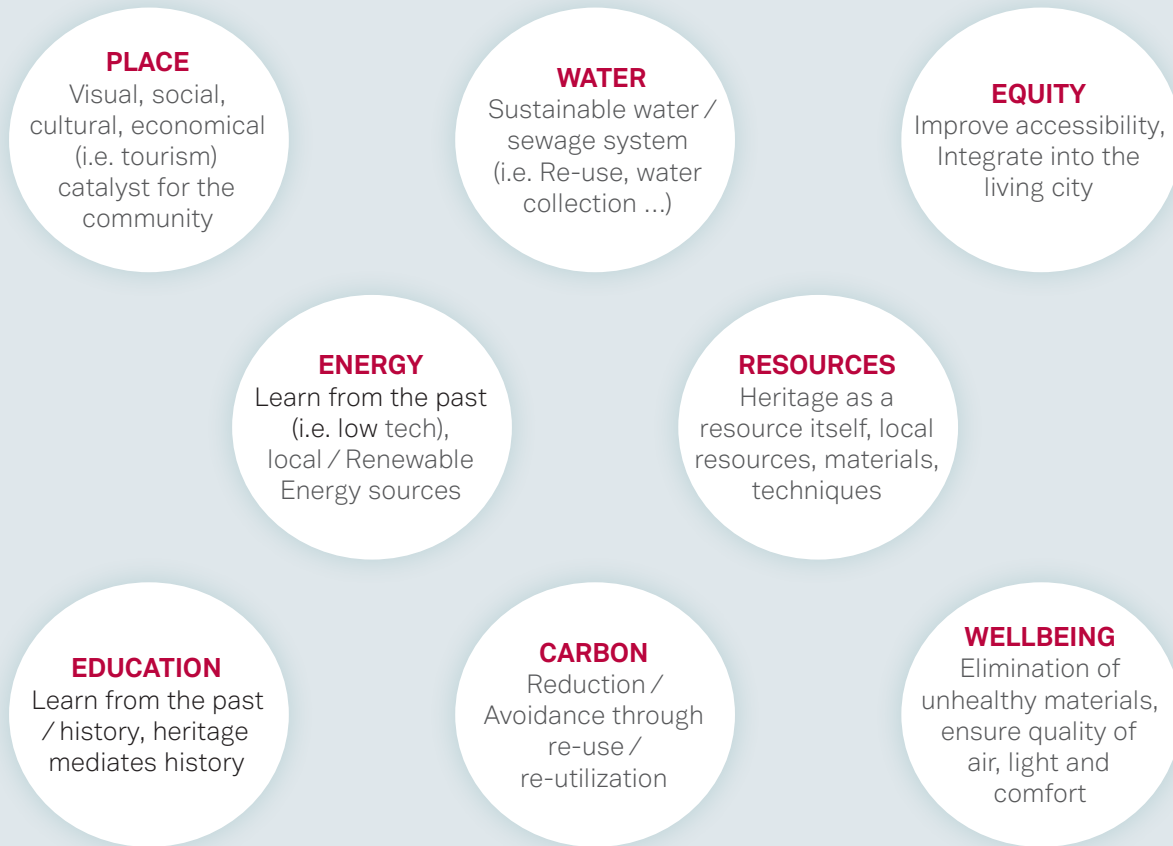 PLACE
Visual, social,
cultural, economical
(i.e. tourism)
catalyst for the
community
WATER
Sustainable water /
sewage system
(i.e. Re-use, water
collection ...)
EQUITY
Improve accessibility,
Integrate into the
living city
ENERGY
Learn from the past
(i.e. low tech),
local / Renewable
Energy sources
RESOURCES
Heritage as a
resource itself, local
resources, materials,
techniques
EDUCATION
Learn from the past
/ history, heritage
mediates history
CARBON
Reduction /
Avoidance through
re-use /
re-utilization
WELLBEING
Elimination of
unhealthy materials,
ensure quality of
air, light and
comfort